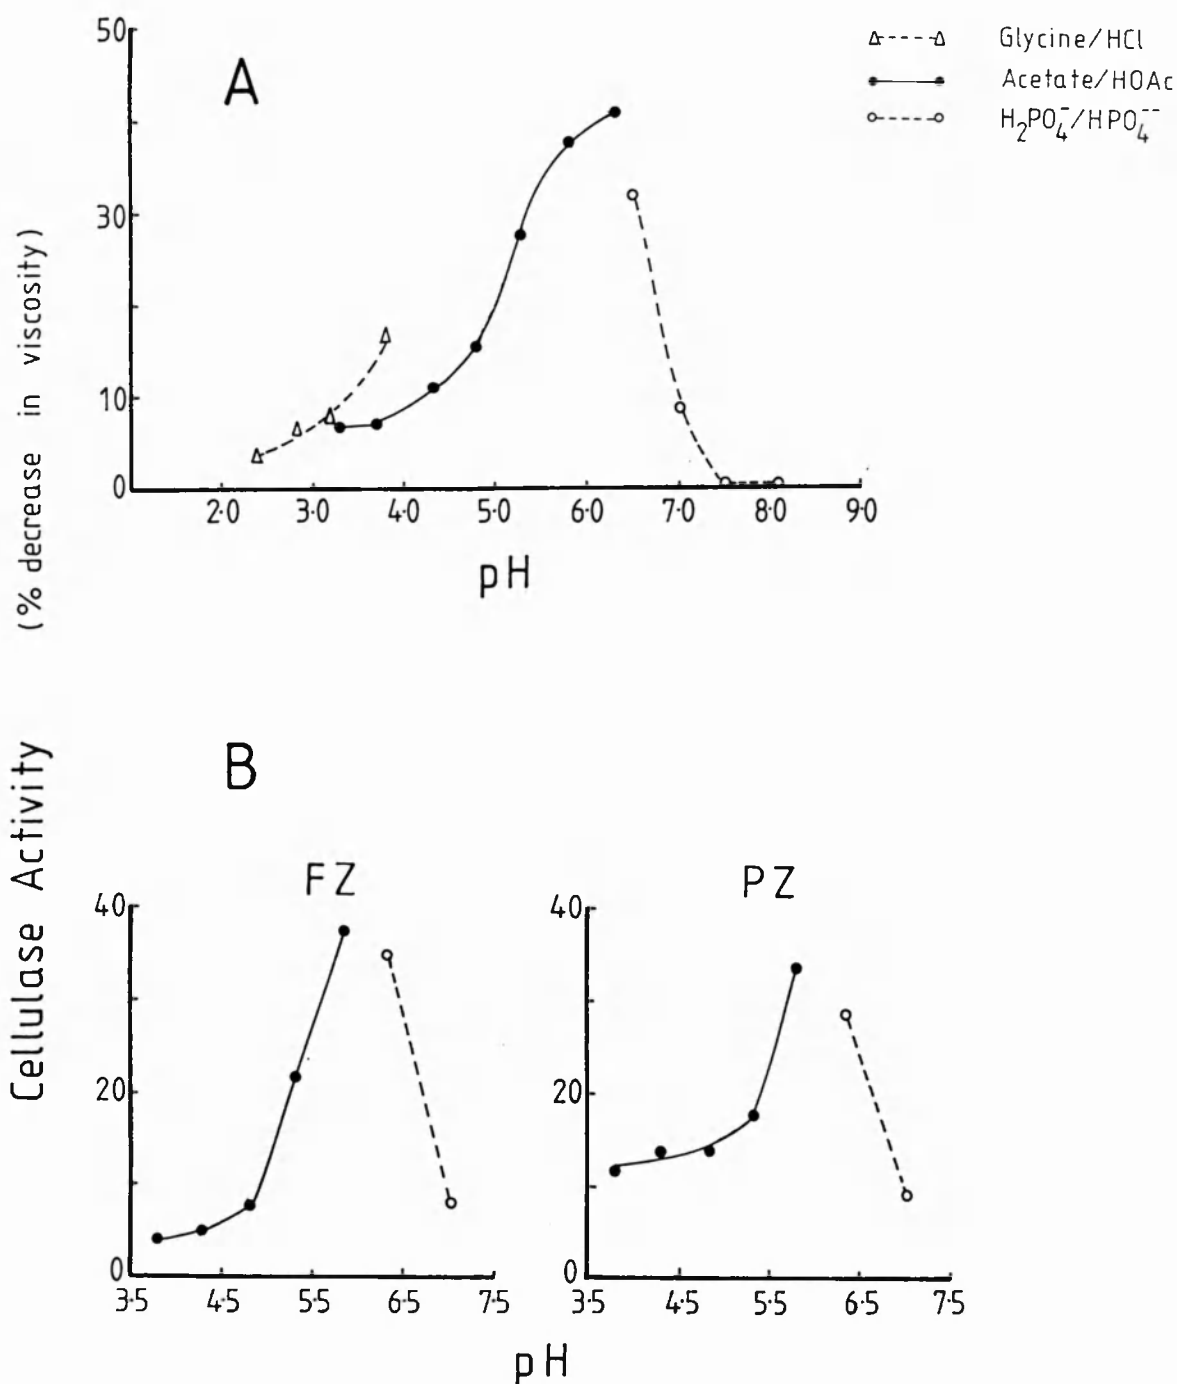 A
Glycine/HCl
Acetate/HOAc
H₂PO₄⁻/HPO₄⁻⁻
50
30
10
0
2·0 3·0 4·0 5·0 6·0 7·0 8·0 9·0
pH
Cellulase Activity (% decrease in viscosity)
B
FZ
40
20
0
3·5 4·5 5·5 6·5 7·5
PZ
40
20
0
3·5 4·5 5·5 6·5 7·5
pH